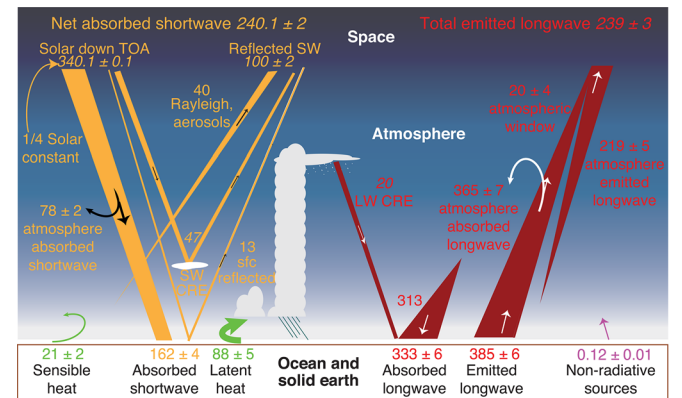 Net absorbed shortwave 240.1 ± 2
Total emitted longwave 239 ± 3
Space
Solar down TOA
340.1 ± 0.1
Reflected SW
100 ± 2
40
Rayleigh,
aerosols
20 ± 4
atmospheric
window
Atmosphere
1/4 Solar
constant
219 ± 5
atmosphere
emitted
longwave
20
LW CRE
365 ± 7
atmosphere
absorbed
longwave
78 ± 2
atmosphere
absorbed
shortwave
47
SW
CRE
13
sfc
reflected
313
21 ± 2
Sensible
heat
162 ± 4
Absorbed
shortwave
88 ± 5
Latent
heat
Ocean and
solid earth
333 ± 6
Absorbed
longwave
385 ± 6
Emitted
longwave
0.12 ± 0.01
Non-radiative
sources